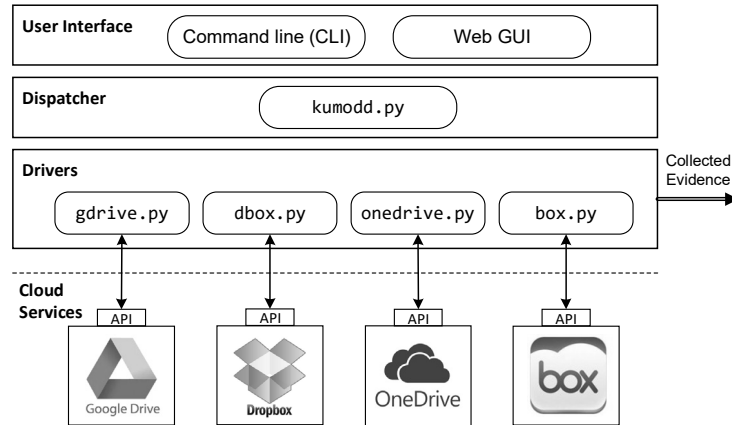 User Interface
Command line (CLI)
Web GUI
Dispatcher
kumodd.py
Drivers
Collected
Evidence
gdrive.py
dbox.py
onedrive.py
box.py
Cloud
Services
API
API
API
API
Google Drive
Dropbox
OneDrive
box